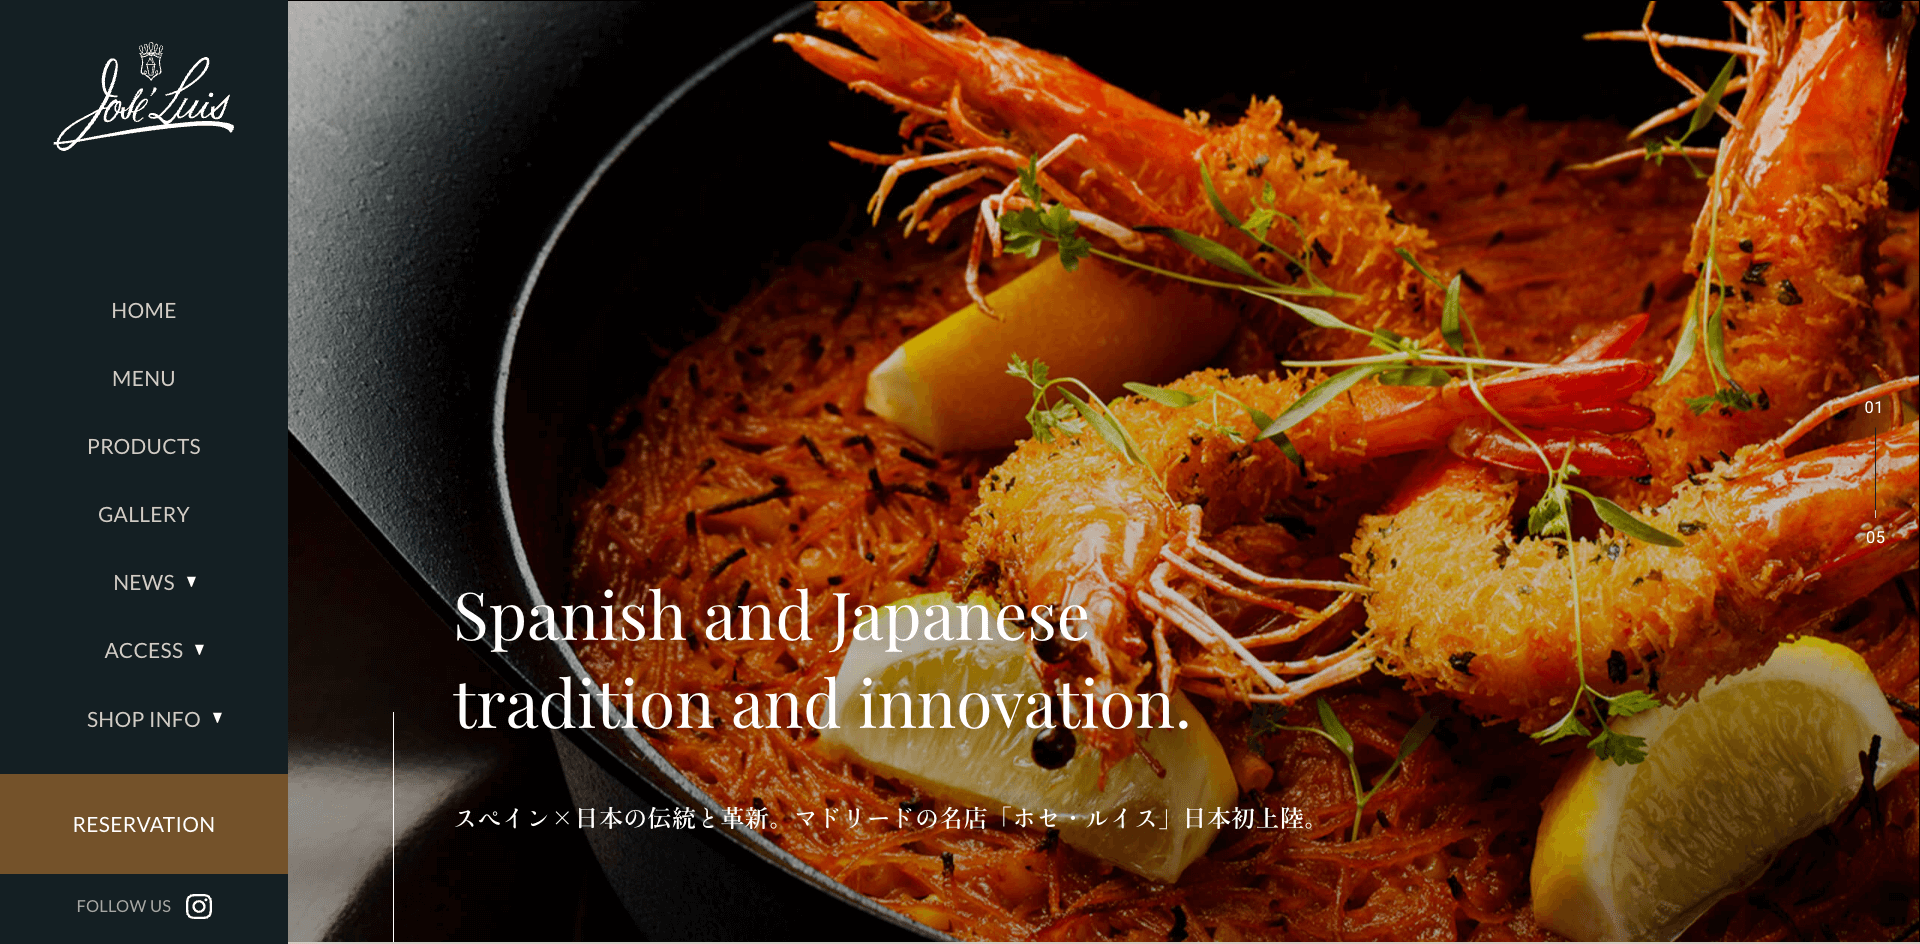 José Luis
HOME
MENU
PRODUCTS
GALLERY
NEWS ▼
ACCESS ▼
SHOP INFO ▼
RESERVATION
FOLLOW US
Spanish and Japanese
tradition and innovation.
スペイン×日本の伝統と革新。マドリードの名店「ホセ・ルイス」日本初上陸。
01
05